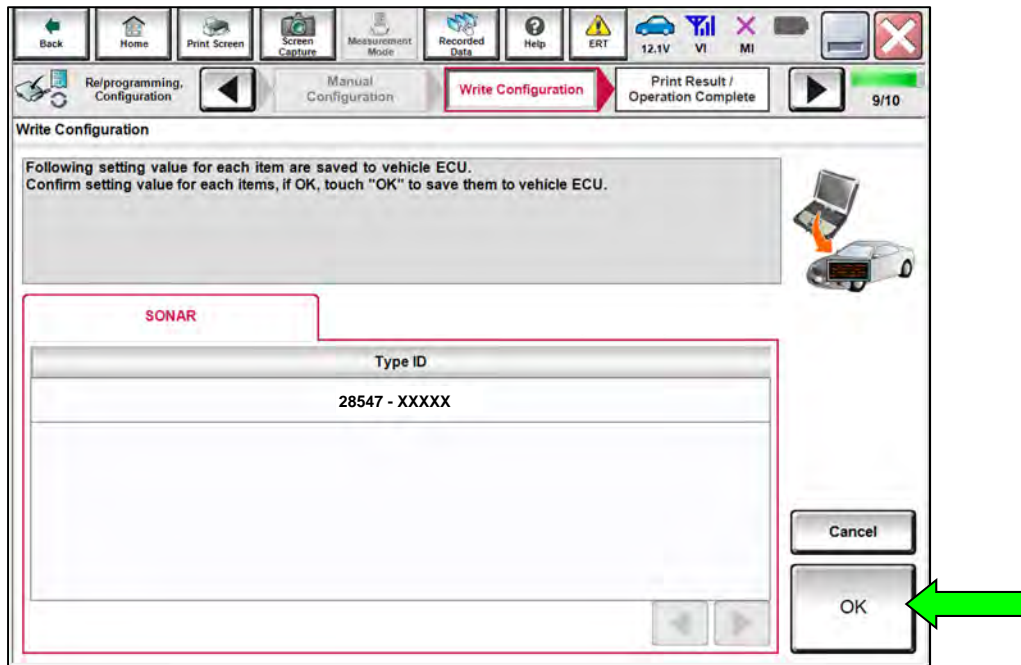 Back
Home
Print Screen
Screen
Capture
Measurement
Mode
Recorded
Data
Help
ERT
12.1V
VI
MI
Re/programming,
Configuration
Manual
Configuration
Write Configuration
Print Result /
Operation Complete
9/10
Write Configuration
Following setting value for each item are saved to vehicle ECU.
Confirm setting value for each items, if OK, touch "OK" to save them to vehicle ECU.
SONAR
Type ID
28547 - XXXXX
Cancel
OK